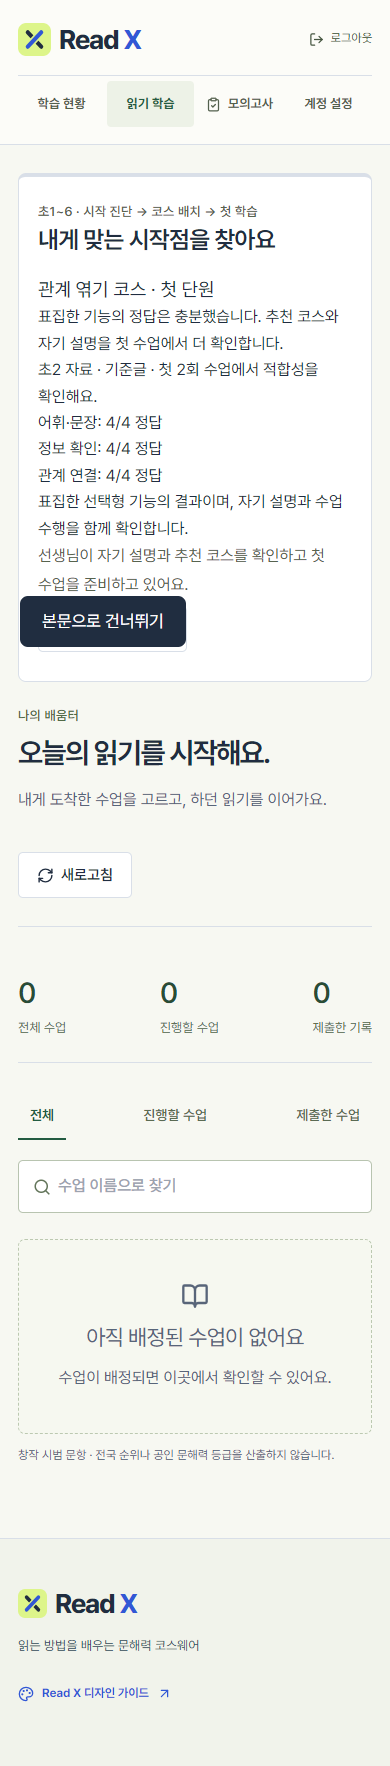 Read X
로그아웃
학습 현황
읽기 학습
모의고사
계정 설정
초1~6 · 시작 진단 → 코스 배치 → 첫 학습
내게 맞는 시작점을 찾아요
관계 엮기 코스 · 첫 단원
표집한 기능의 정답은 충분했습니다. 추천 코스와
자기 설명을 첫 수업에서 더 확인합니다.
초2 자료 · 기준글 · 첫 2회 수업에서 적합성을
확인해요.
어휘·문장: 4/4 정답
정보 확인: 4/4 정답
관계 연결: 4/4 정답
표집한 선택형 기능의 결과이며, 자기 설명과 수업
수행을 함께 확인합니다.
선생님이 자기 설명과 추천 코스를 확인하고 첫
수업을 준비하고 있어요.
본문으로 건너뛰기
나의 배움터
오늘의 읽기를 시작해요.
내게 도착한 수업을 고르고, 하던 읽기를 이어가요.
새로고침
0
전체 수업
0
진행할 수업
0
제출한 기록
전체
진행할 수업
제출한 수업
수업 이름으로 찾기
아직 배정된 수업이 없어요
수업이 배정되면 이곳에서 확인할 수 있어요.
창작 시범 문항 · 전국 순위나 공인 문해력 등급을 산출하지 않습니다.
Read X
읽는 방법을 배우는 문해력 코스웨어
Read X 디자인 가이드